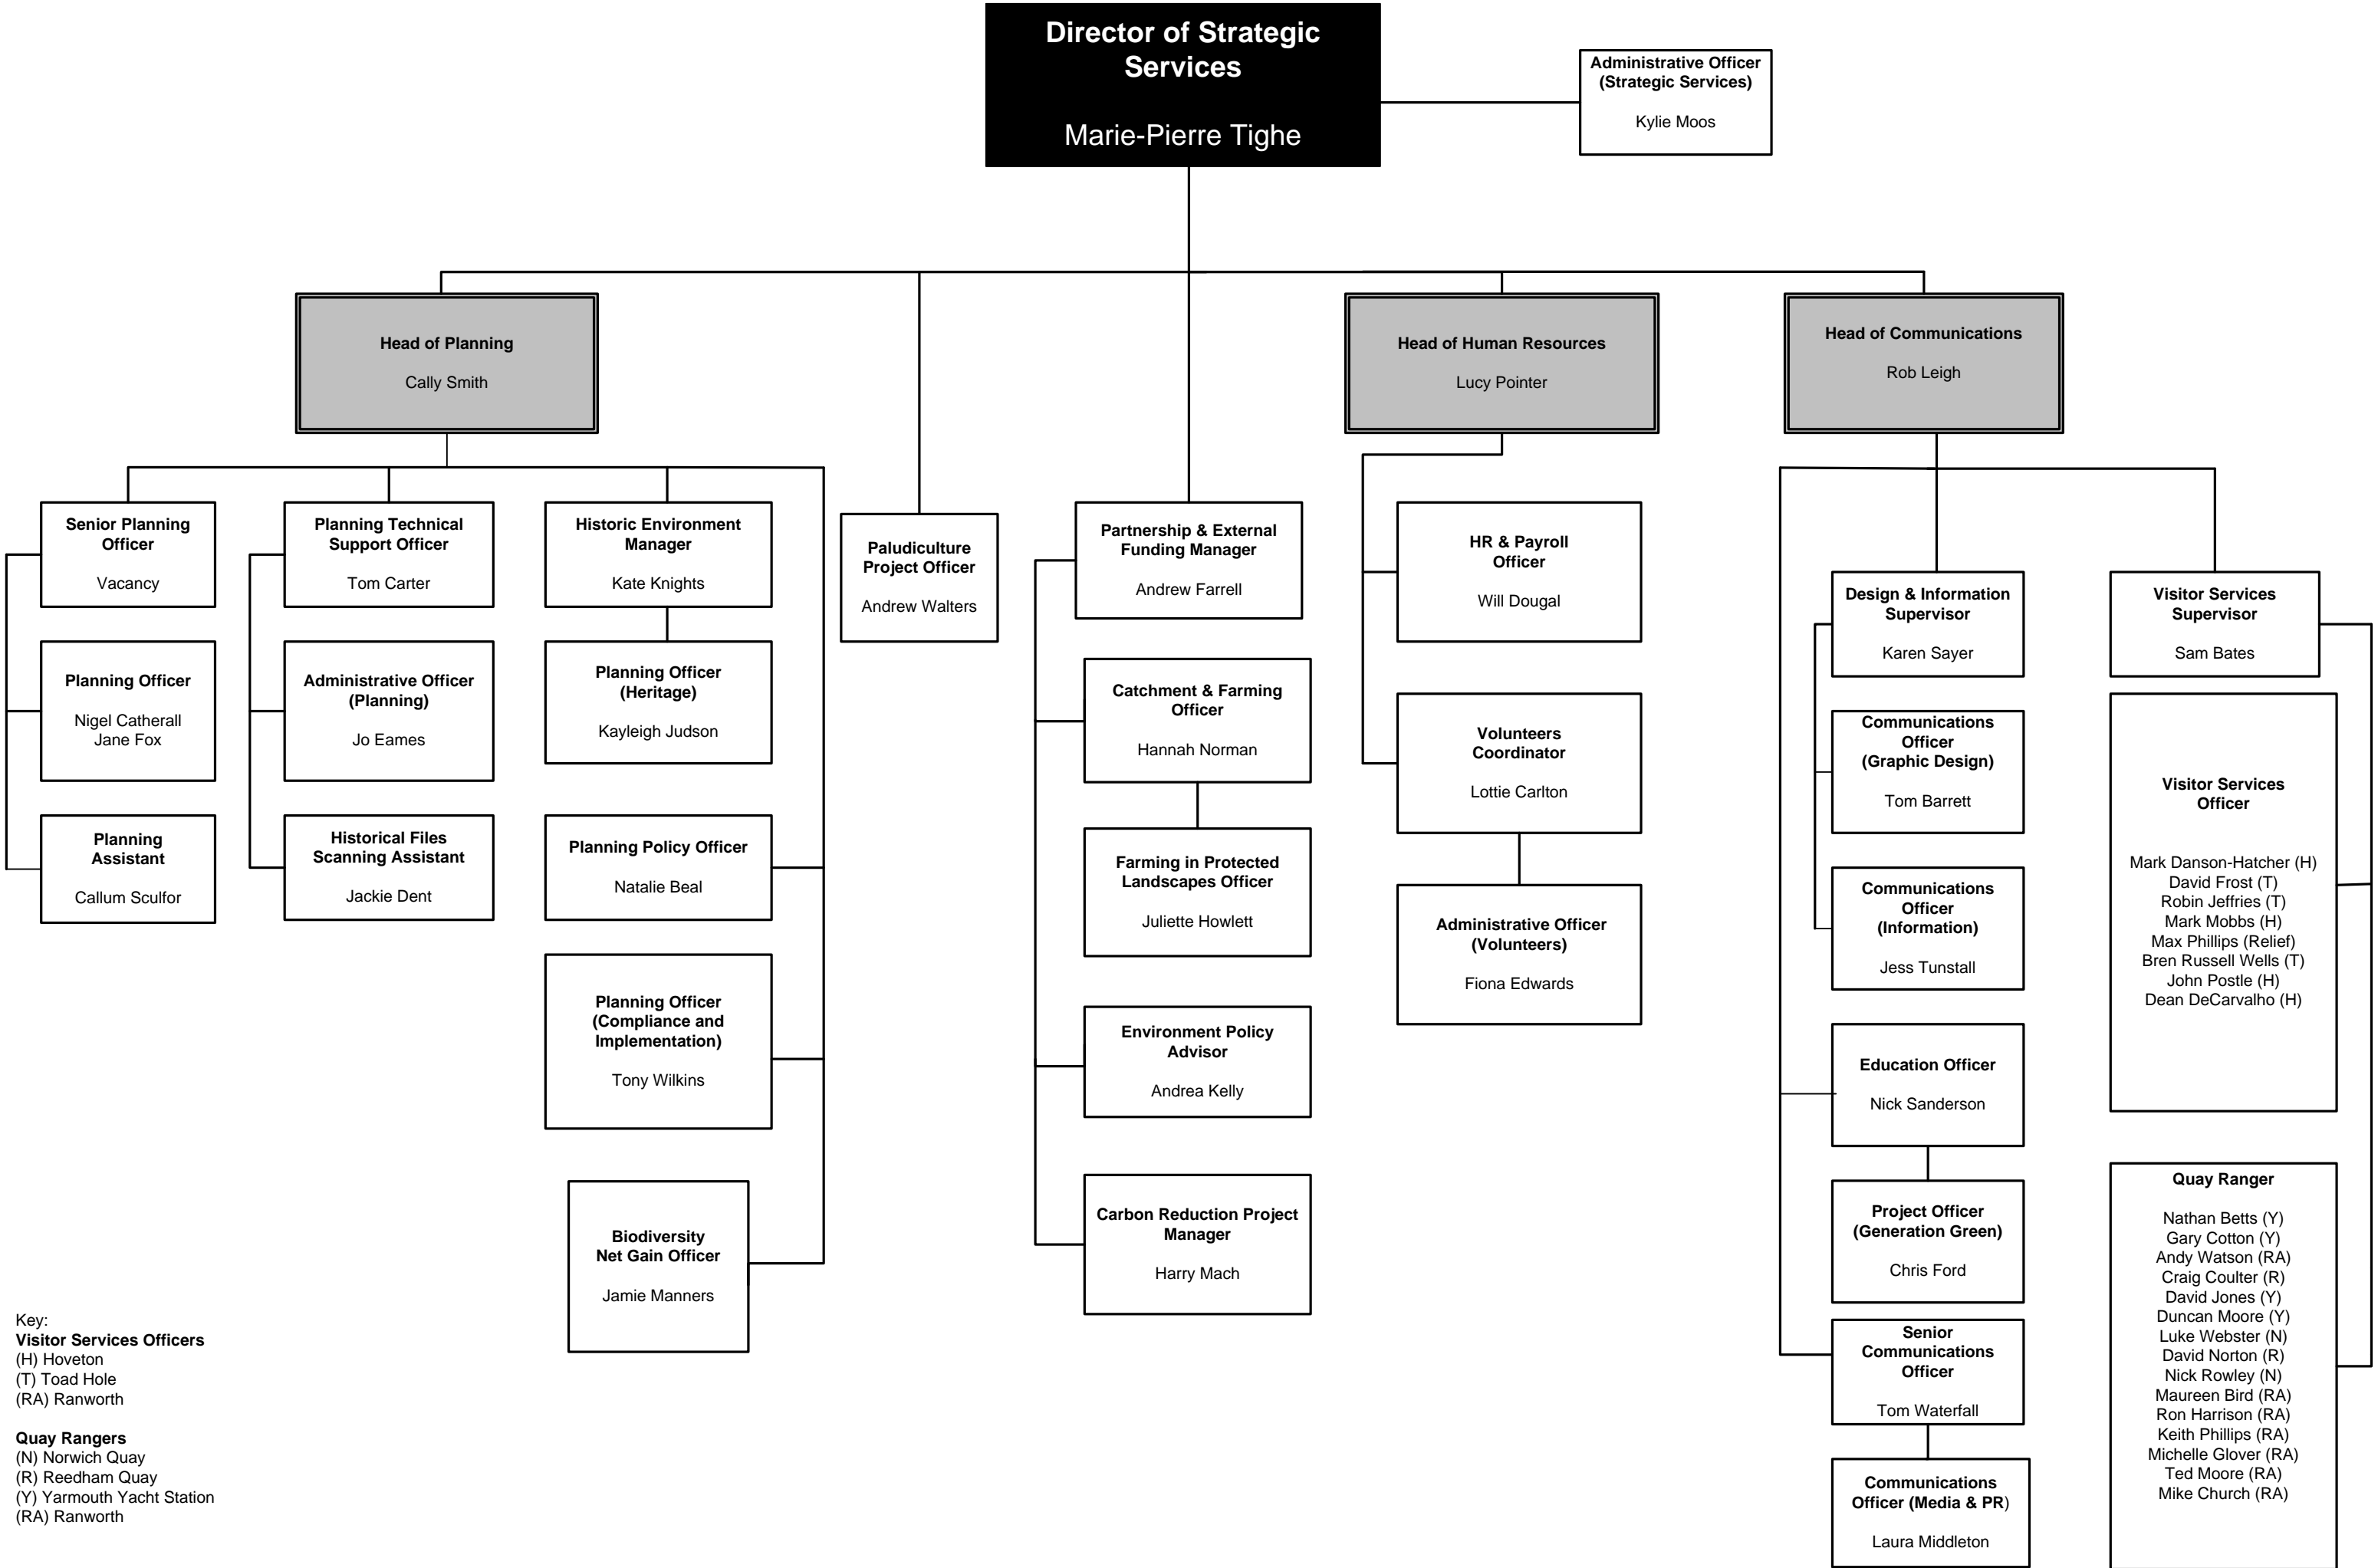 Director of Strategic
Services
Marie-Pierre Tighe
Administrative Officer
(Strategic Services)
Kylie Moos
Head of Planning
Cally Smith
Head of Human Resources
Lucy Pointer
Head of Communications
Rob Leigh
Senior Planning
Officer
Vacancy
Planning Officer
Nigel Catherall
Jane Fox
Planning
Assistant
Callum Sculfor
Planning Technical
Support Officer
Tom Carter
Administrative Officer
(Planning)
Jo Eames
Historical Files
Scanning Assistant
Jackie Dent
Historic Environment
Manager
Kate Knights
Planning Officer
(Heritage)
Kayleigh Judson
Planning Policy Officer
Natalie Beal
Planning Officer
(Compliance and
Implementation)
Tony Wilkins
Biodiversity
Net Gain Officer
Jamie Manners
Paludiculture
Project Officer
Andrew Walters
Partnership & External
Funding Manager
Andrew Farrell
Catchment & Farming
Officer
Hannah Norman
Farming in Protected
Landscapes Officer
Juliette Howlett
Environment Policy
Advisor
Andrea Kelly
Carbon Reduction Project
Manager
Harry Mach
HR & Payroll
Officer
Will Dougal
Volunteers
Coordinator
Lottie Carlton
Administrative Officer
(Volunteers)
Fiona Edwards
Design & Information
Supervisor
Karen Sayer
Communications
Officer
(Graphic Design)
Tom Barrett
Communications
Officer
(Information)
Jess Tunstall
Education Officer
Nick Sanderson
Project Officer
(Generation Green)
Chris Ford
Senior
Communications
Officer
Tom Waterfall
Communications
Officer (Media & PR)
Laura Middleton
Visitor Services
Supervisor
Sam Bates
Visitor Services
Officer
Mark Danson-Hatcher (H)
David Frost (T)
Robin Jeffries (T)
Mark Mobbs (H)
Max Phillips (Relief)
Bren Russell Wells (T)
John Postle (H)
Dean DeCarvalho (H)
Quay Ranger
Nathan Betts (Y)
Gary Cotton (Y)
Andy Watson (RA)
Craig Coulter (R)
David Jones (Y)
Duncan Moore (Y)
Luke Webster (N)
David Norton (R)
Nick Rowley (N)
Maureen Bird (RA)
Ron Harrison (RA)
Keith Phillips (RA)
Michelle Glover (RA)
Ted Moore (RA)
Mike Church (RA)
Key:
Visitor Services Officers
(H) Hoveton
(T) Toad Hole
(RA) Ranworth
Quay Rangers
(N) Norwich Quay
(R) Reedham Quay
(Y) Yarmouth Yacht Station
(RA) Ranworth